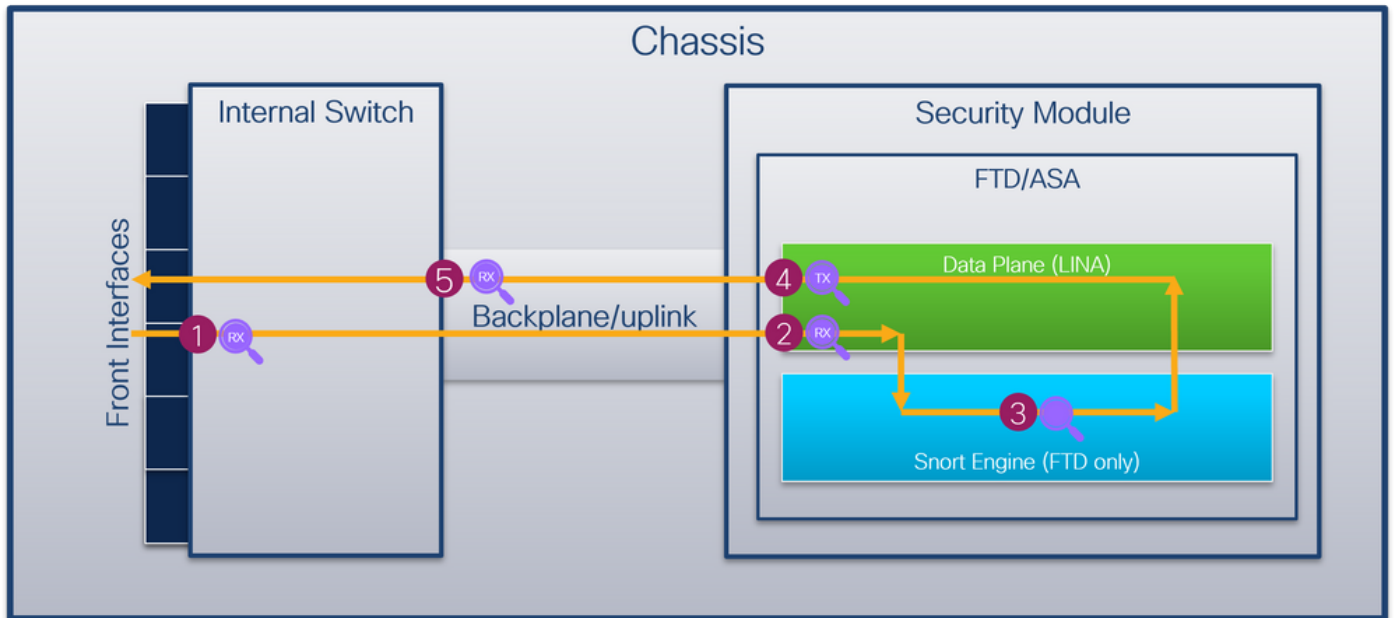 Chassis
Internal Switch
Security Module
FTD/ASA
Front Interfaces
Data Plane (LINA)
5 RX
4 TX
Backplane/uplink
1 RX
2 RX
3
Snort Engine (FTD only)